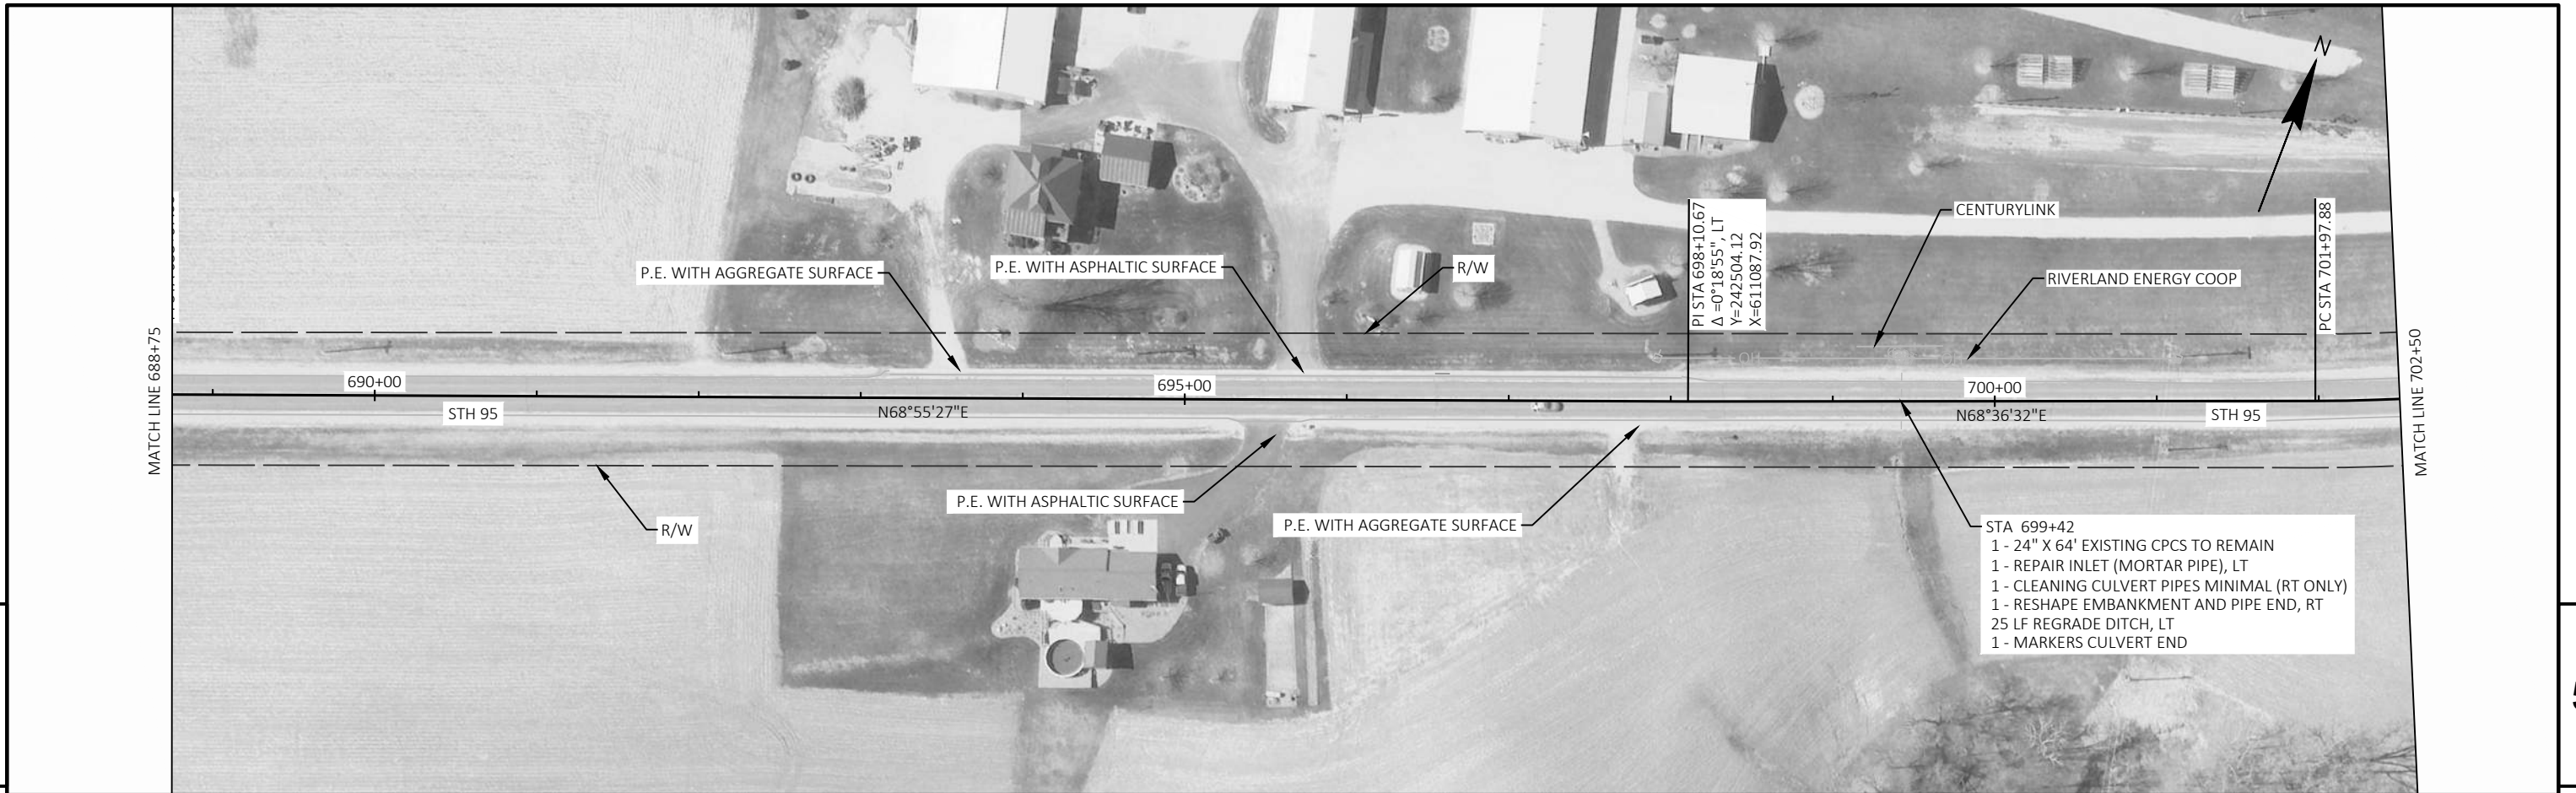 N
CENTURYLINK
PI STA 698+10.67
Δ =0°18'55", LT
Y=242504.12
X=611087.92
PC STA 701+97.88
P.E. WITH AGGREGATE SURFACE
P.E. WITH ASPHALTIC SURFACE
R/W
RIVERLAND ENERGY COOP
MATCH LINE 688+75
MATCH LINE 702+50
OH
690+00
695+00
700+00
STH 95
N68°55'27"E
N68°36'32"E
STH 95
P.E. WITH ASPHALTIC SURFACE
P.E. WITH AGGREGATE SURFACE
R/W
STA 699+42
1 - 24" X 64' EXISTING CPCS TO REMAIN
1 - REPAIR INLET (MORTAR PIPE), LT
1 - CLEANING CULVERT PIPES MINIMAL (RT ONLY)
1 - RESHAPE EMBANKMENT AND PIPE END, RT
25 LF REGRADE DITCH, LT
1 - MARKERS CULVERT END